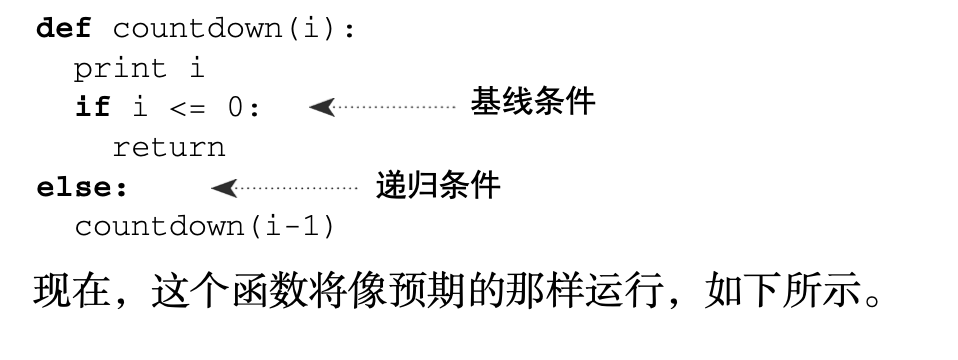 def countdown(i):
  print i
  if i <= 0: 基线条件
    return
else: 递归条件
  countdown(i-1)
现在，这个函数将像预期的那样运行，如下所示。